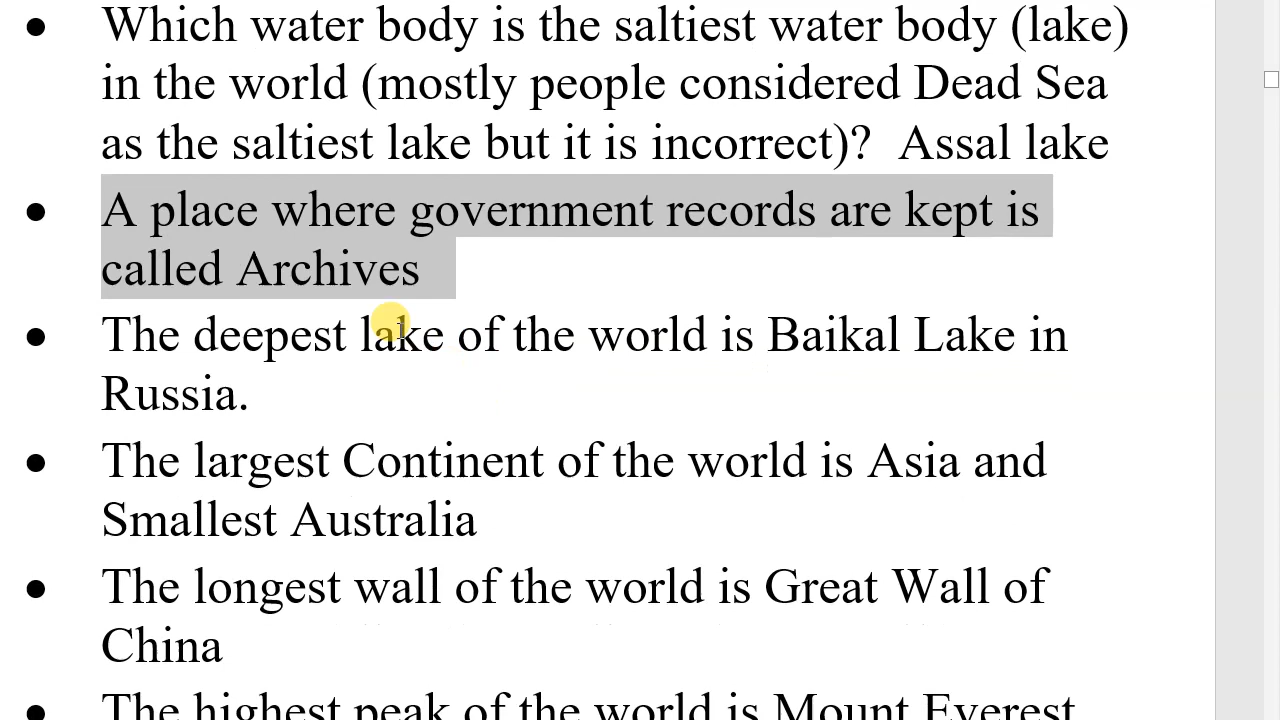 • Which water body is the saltiest water body (lake)
in the world (mostly people considered Dead Sea
as the saltiest lake but it is incorrect)? Assal lake
• A place where government records are kept is
called Archives
• The deepest lake of the world is Baikal Lake in
Russia.
• The largest Continent of the world is Asia and
Smallest Australia
• The longest wall of the world is Great Wall of
China
• The highest peak of the world is Mount Everest